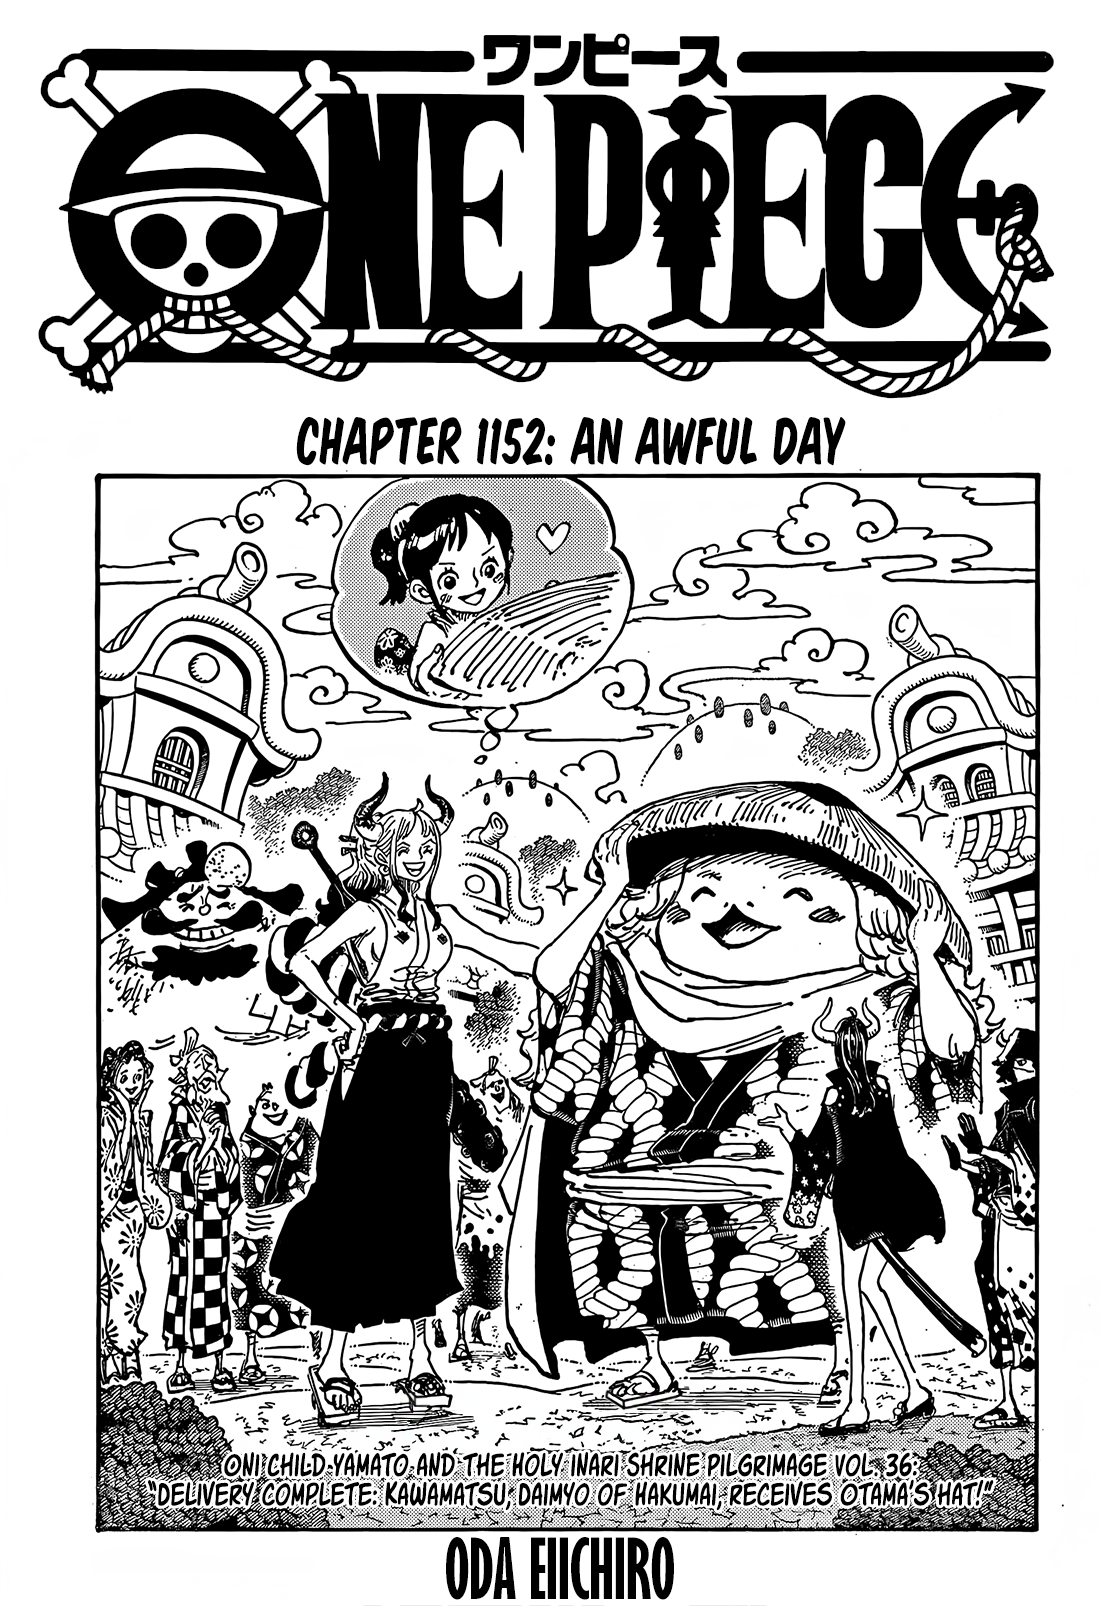 ワンピース
ONE PIECE
CHAPTER 1152: AN AWFUL DAY
ONI CHILD YAMATO AND THE HOLY INARI SHRINE PILGRIMAGE VOL. 36:
"DELIVERY COMPLETE: KAWAMATSU, DAIMYO OF HAKUMAI, RECEIVES OTAMA'S HAT!"
ODA EIICHIRO